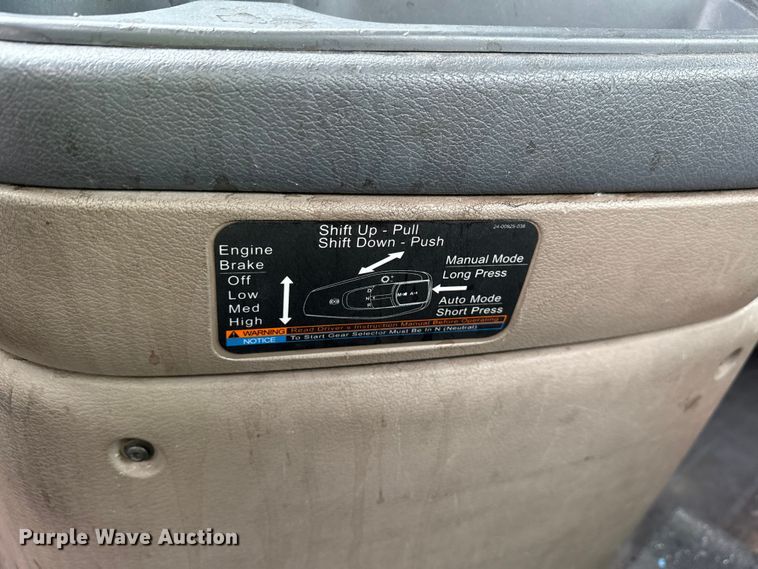 Shift Up - Pull
Shift Down - Push
24-00925-038
Engine
Brake
Off
Low
Med
High
Manual Mode
Long Press
Auto Mode
Short Press
D
N
R
WARNING Read Driver's Instruction Manual Before Operating
NOTICE To Start Gear Selector Must Be In N (Neutral)
Purple Wave Auction